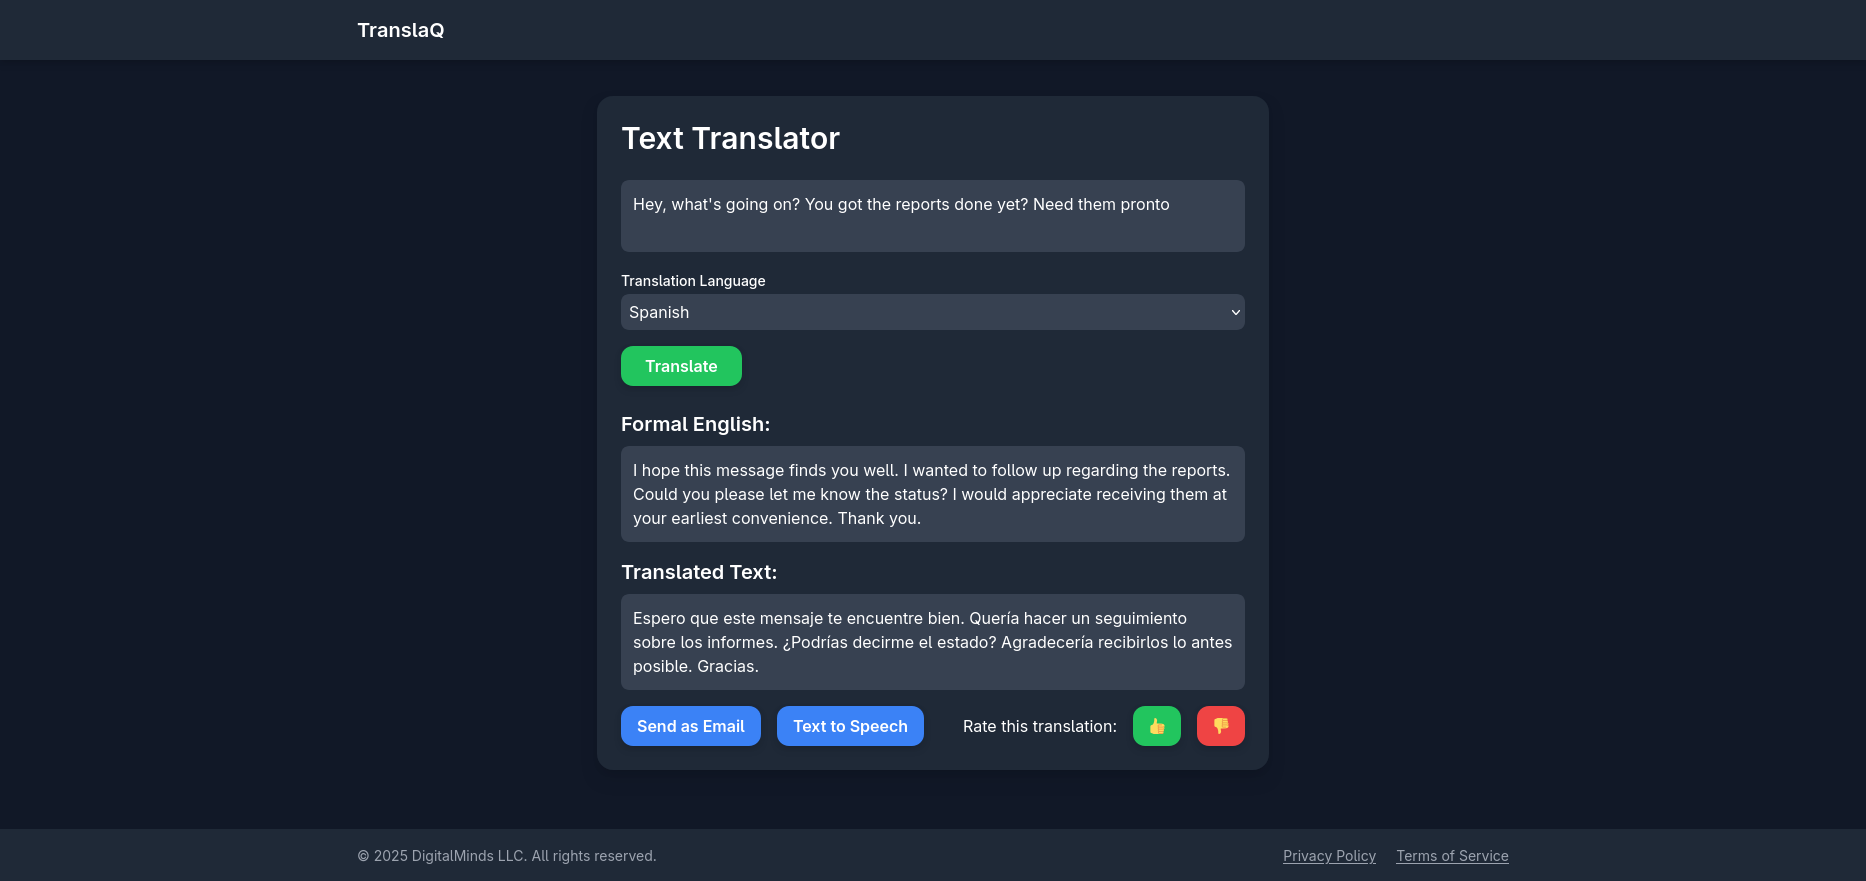 TranslaQ
Text Translator
Hey, what's going on? You got the reports done yet? Need them pronto
Translation Language
Spanish
Translate
Formal English:
I hope this message finds you well. I wanted to follow up regarding the reports.
Could you please let me know the status? I would appreciate receiving them at
your earliest convenience. Thank you.
Translated Text:
Espero que este mensaje te encuentre bien. Quería hacer un seguimiento
sobre los informes. ¿Podrías decirme el estado? Agradecería recibirlos lo antes
posible. Gracias.
Send as Email Text to Speech Rate this translation:
© 2025 DigitalMinds LLC. All rights reserved. Privacy Policy Terms of Service